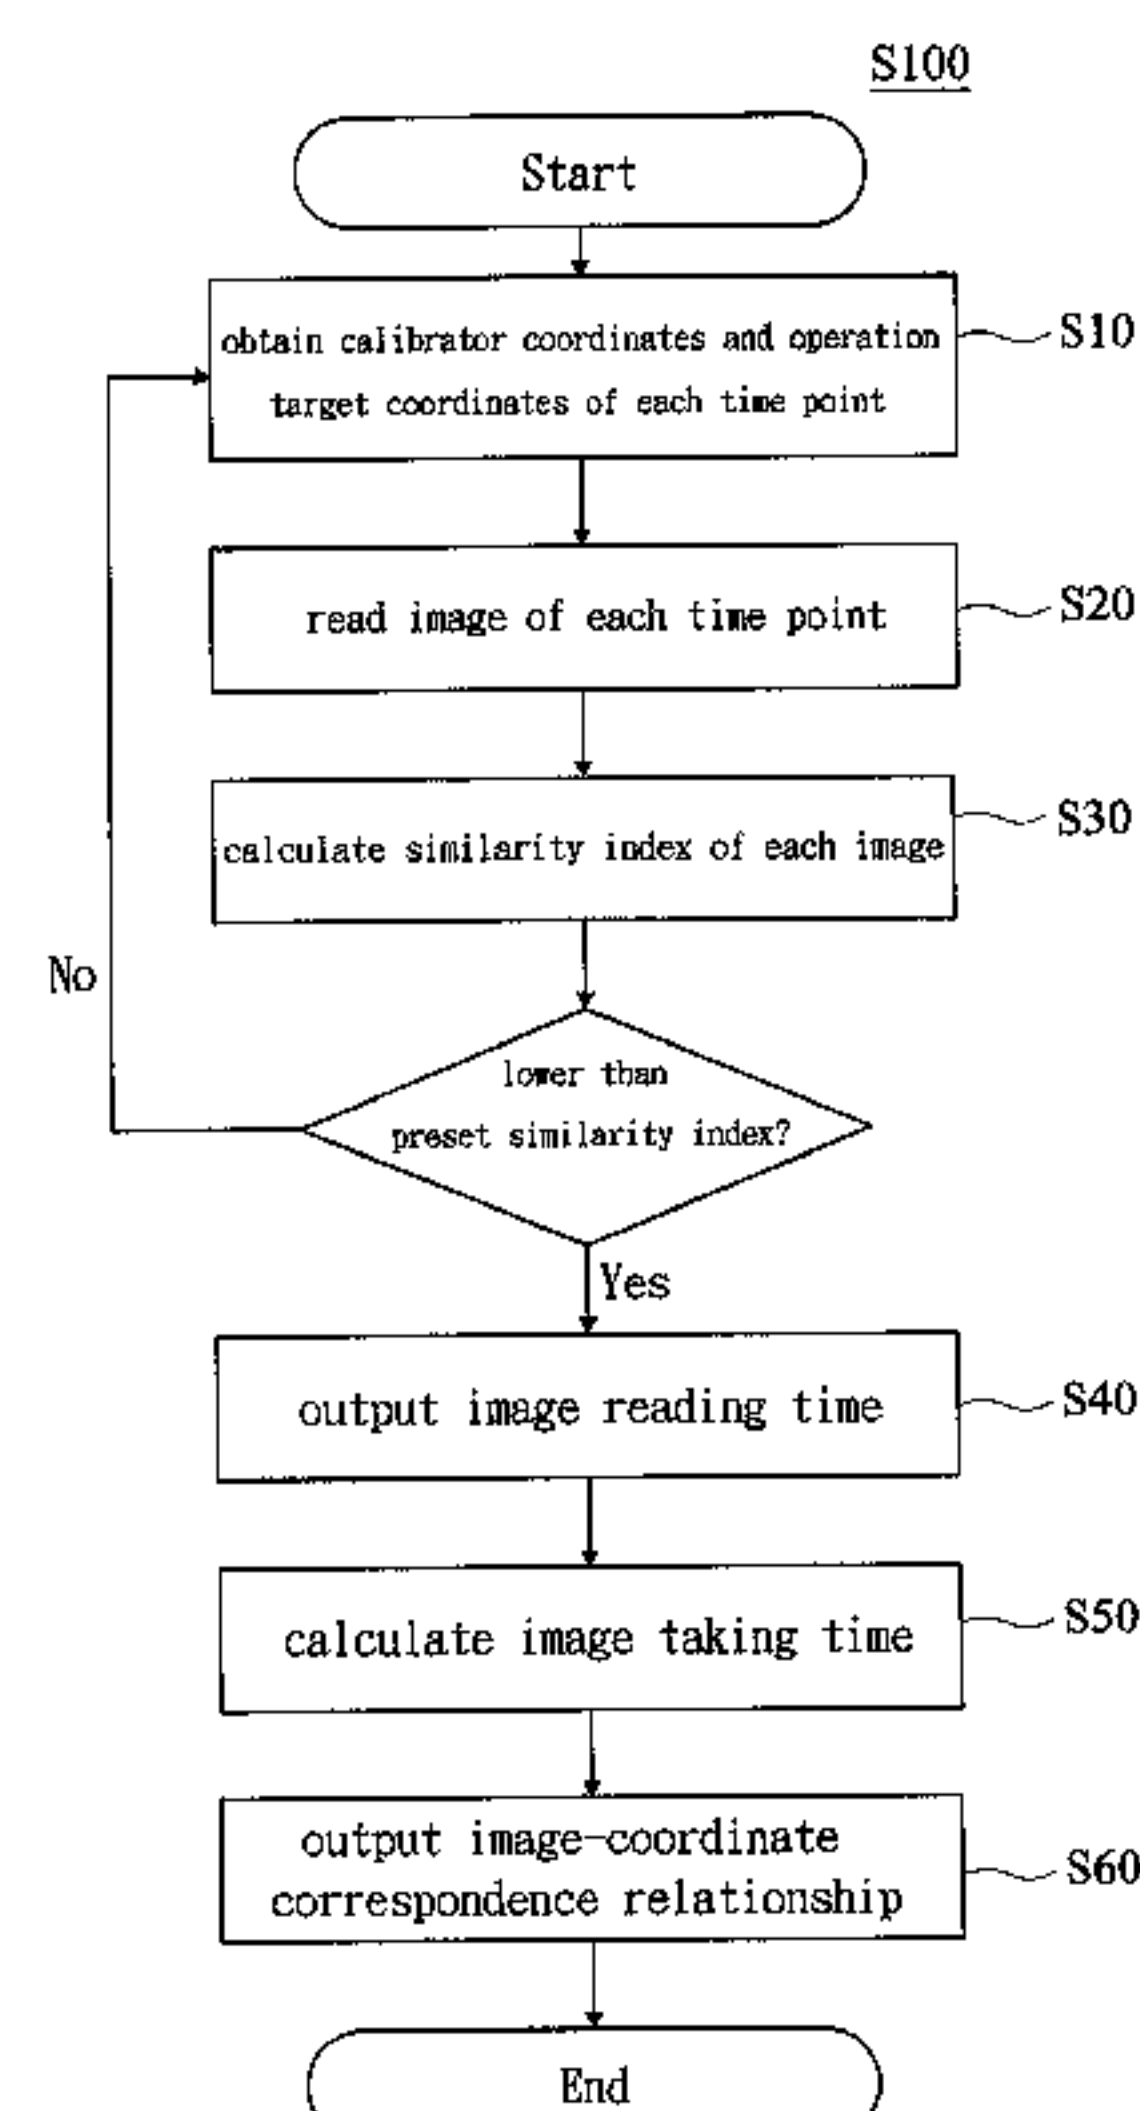 S100
Start
obtain calibrator coordinates and operation
target coordinates of each time point
S10
read image of each time point
S20
calculate similarity index of each image
S30
No
lower than
preset similarity index?
Yes
output image reading time
S40
calculate image taking time
S50
output image-coordinate
correspondence relationship
S60
End